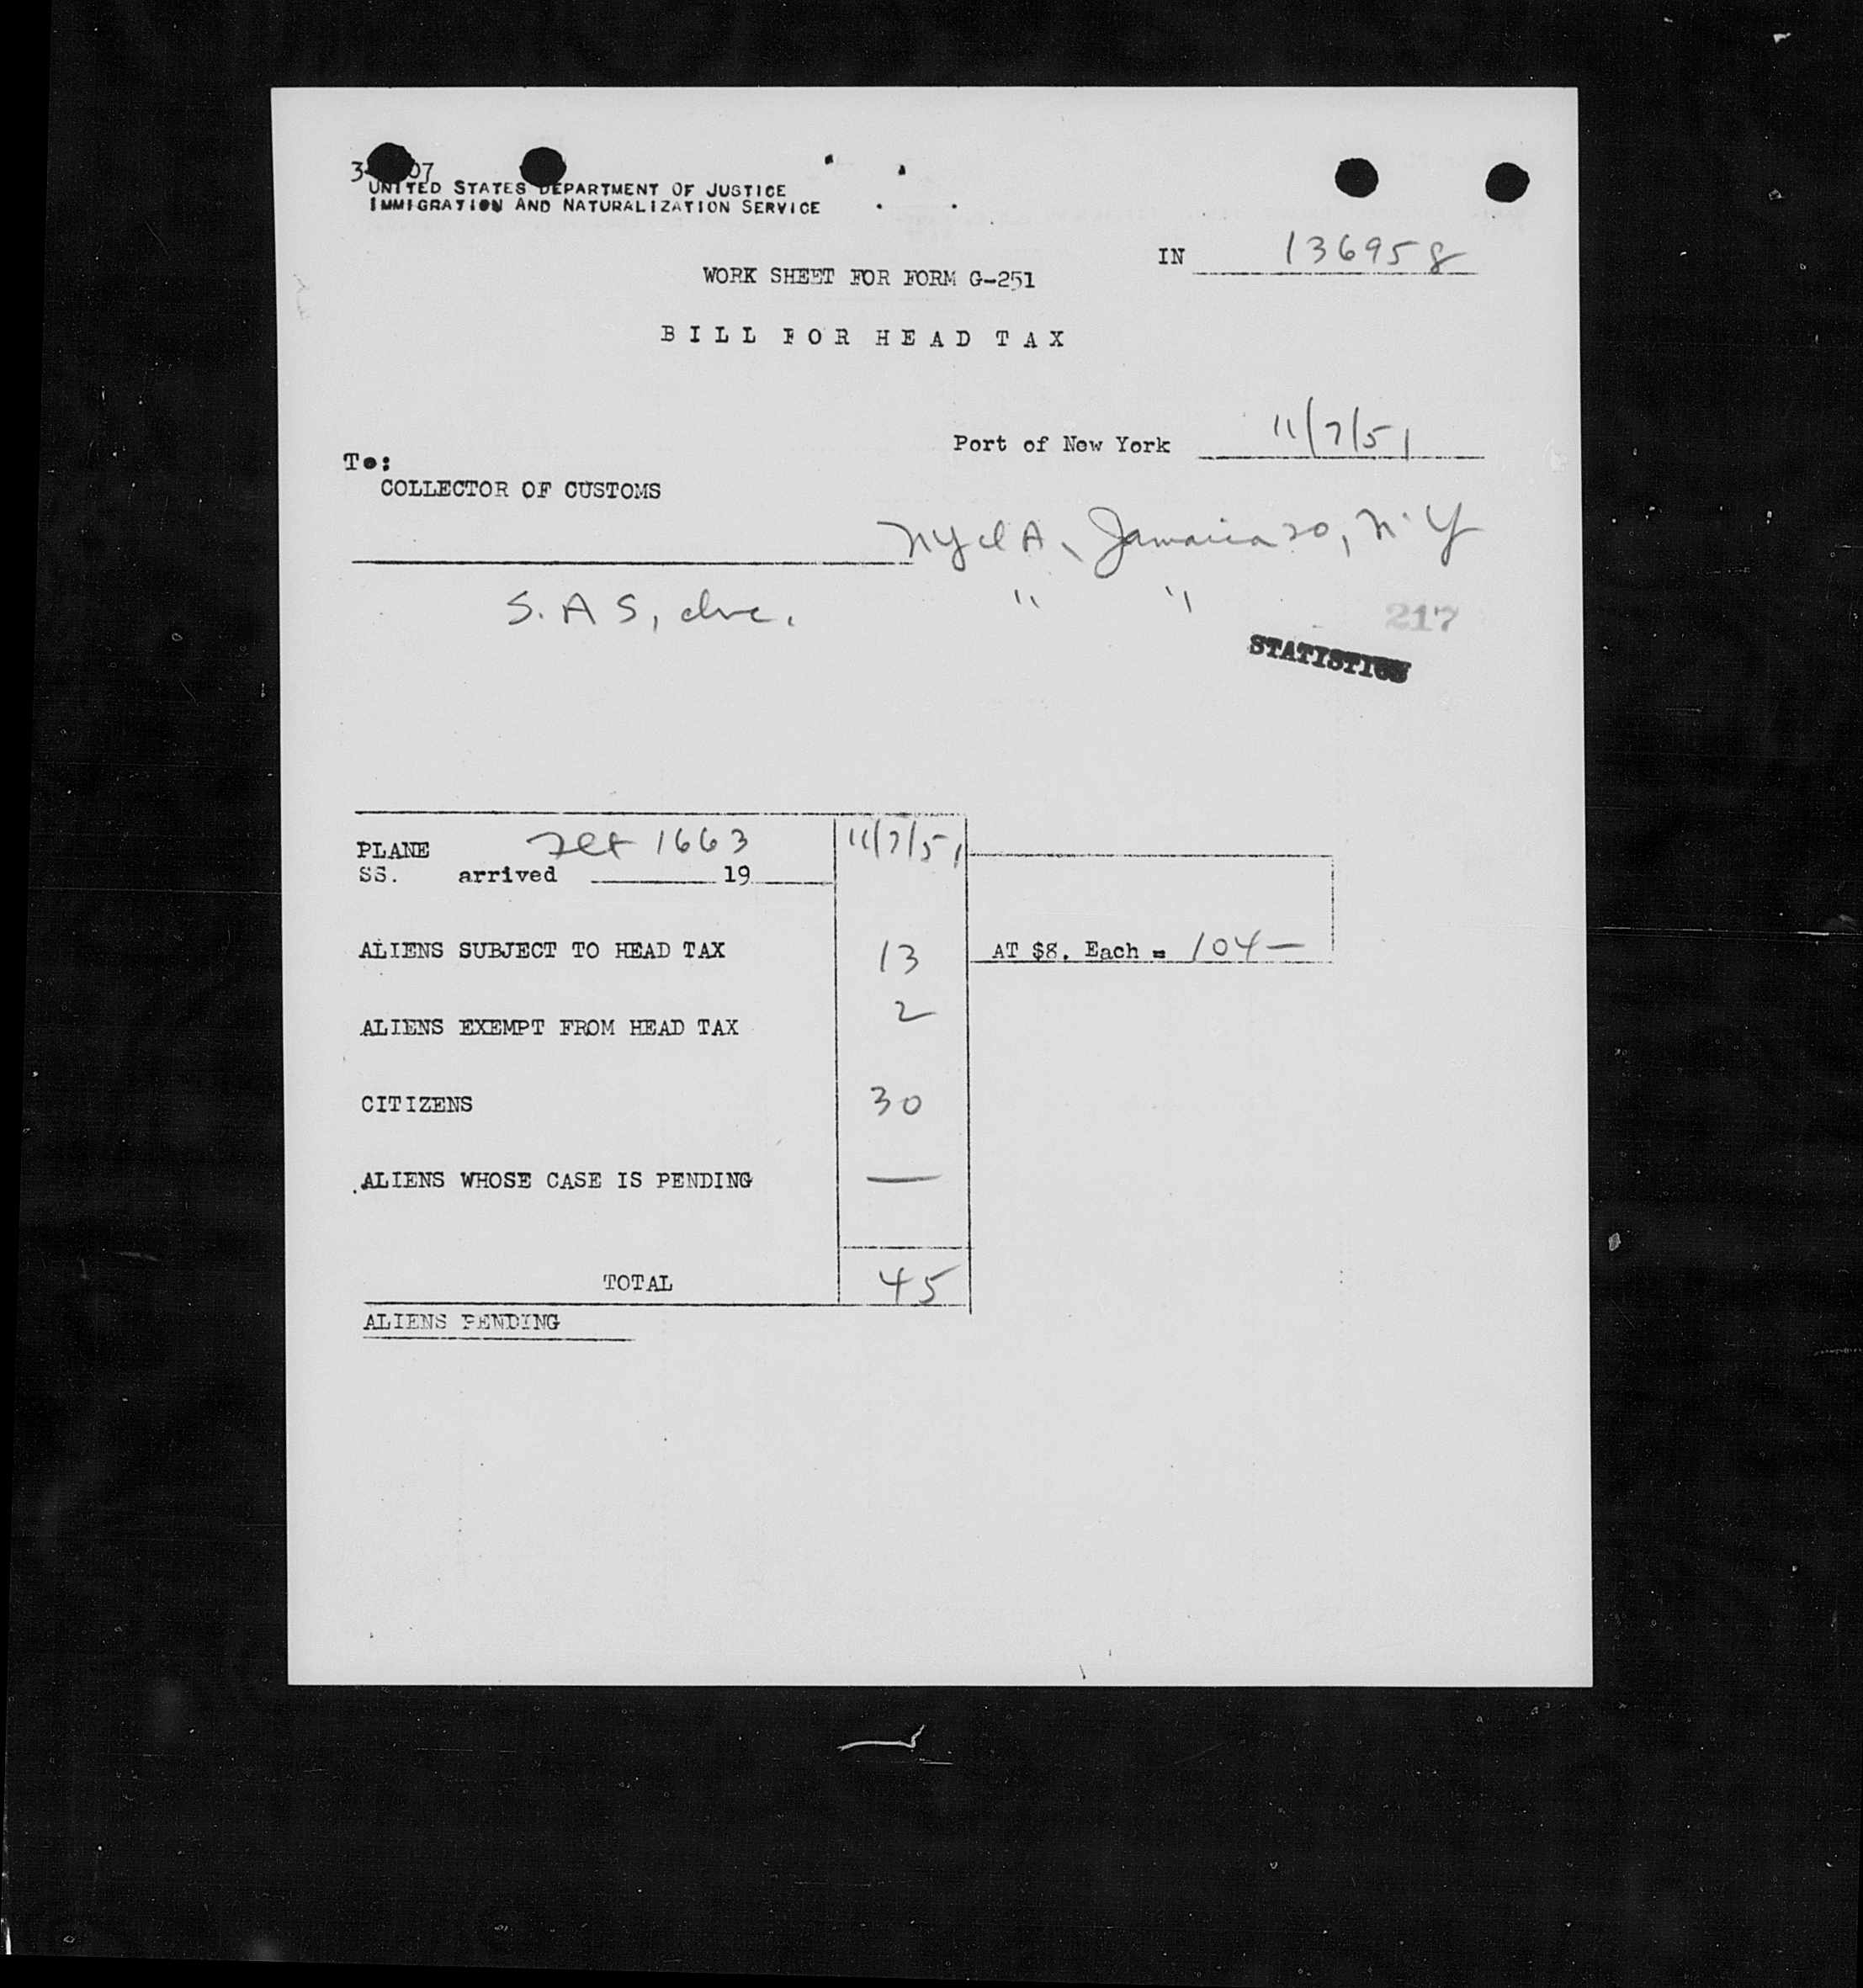 UNITED STATES DEPARTMENT OF JUSTICE
IMMIGRATION AND NATURALIZATION SERVICE
IN 136958
WORK SHEET FOR FORM G-251
BILL FOR HEAD TAX
Port of New York 11/7/51
To:
COLLECTOR OF CUSTOMS
Jamaica 20, N.Y
S.A S, Inc. " "
217
STATISTICS
PLANE 1663 11/7/51
SS. arrived 19
ALIENS SUBJECT TO HEAD TAX 13 AT $8. Each = 104—
ALIENS EXEMPT FROM HEAD TAX 2
CITIZENS 30
ALIENS WHOSE CASE IS PENDING —
TOTAL 45
ALIENS PENDING